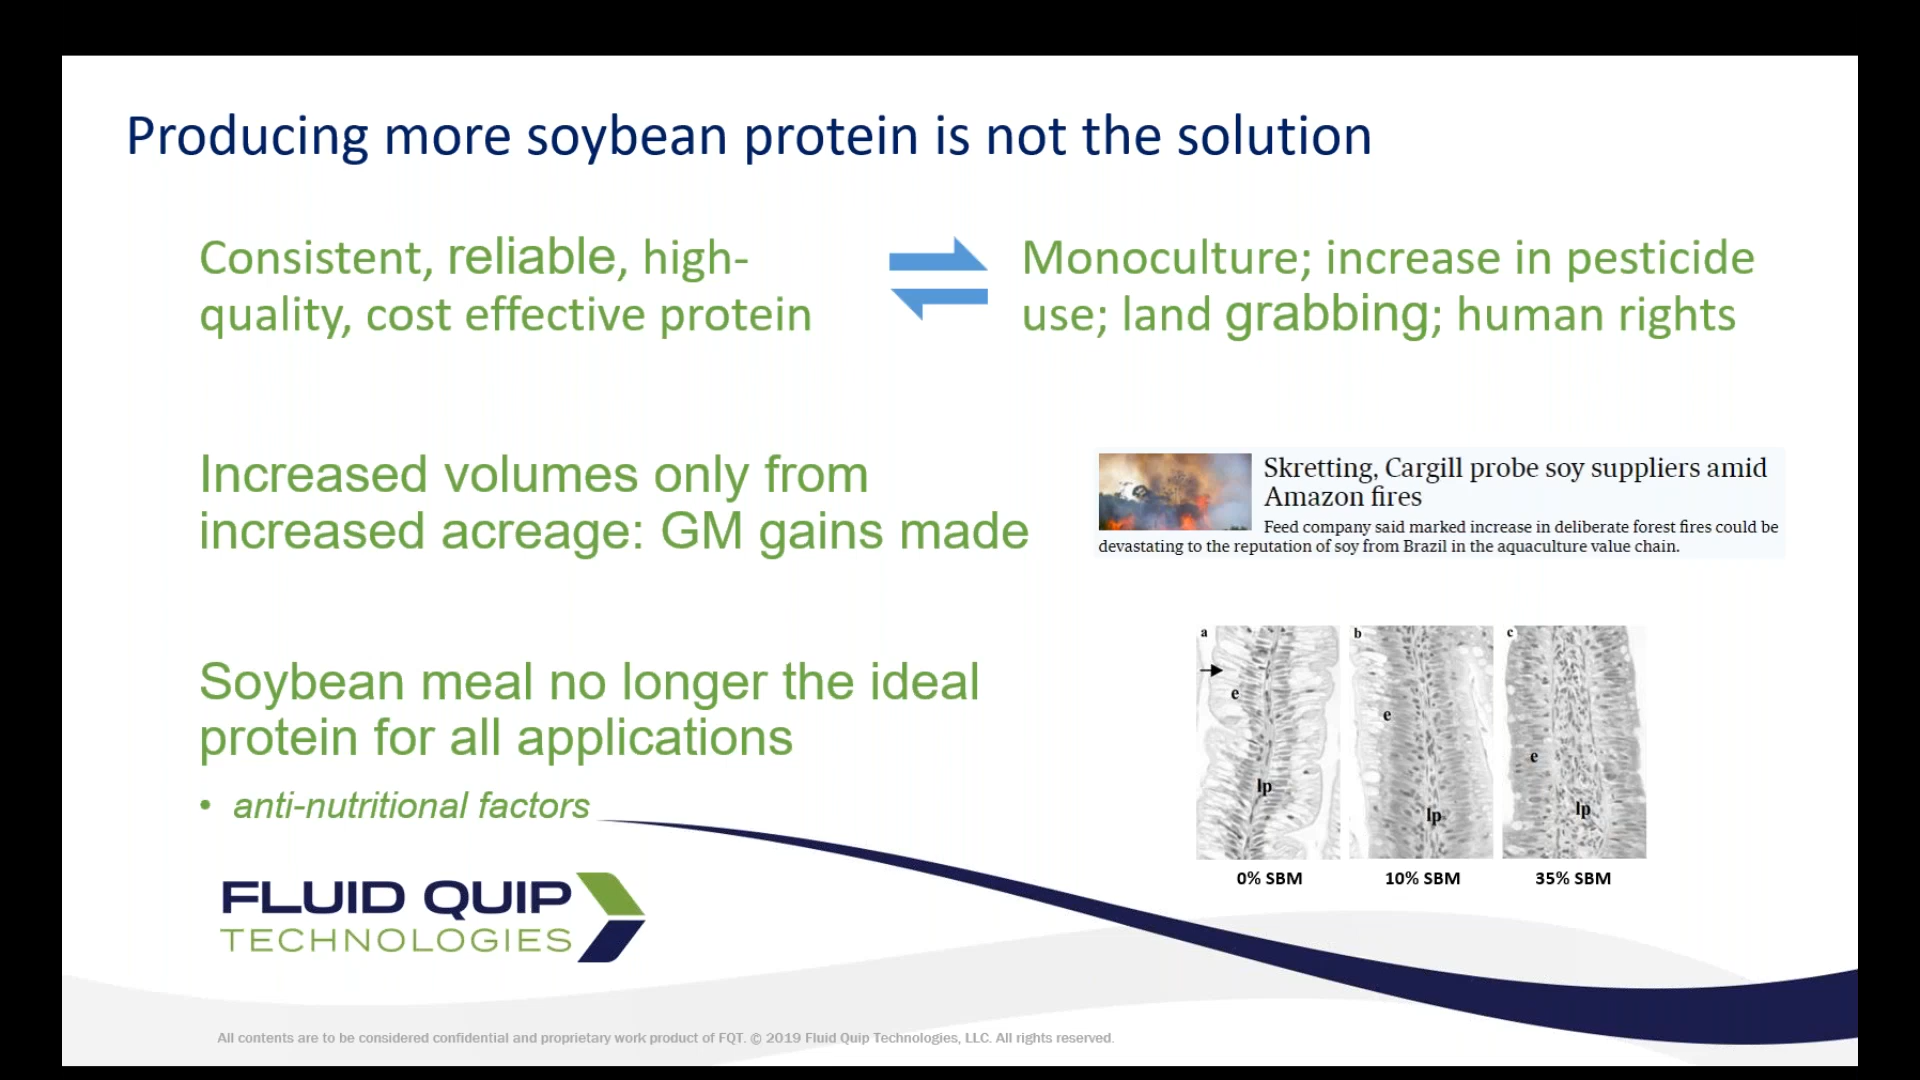 Producing more soybean protein is not the solution
Consistent, reliable, high-
quality, cost effective protein
Monoculture; increase in pesticide
use; land grabbing; human rights
Increased volumes only from
increased acreage: GM gains made
Skretting, Cargill probe soy suppliers amid
Amazon fires
Feed company said marked increase in deliberate forest fires could be
devastating to the reputation of soy from Brazil in the aquaculture value chain.
Soybean meal no longer the ideal
protein for all applications
• anti-nutritional factors
a b c
e e e
lp lp lp
0% SBM 10% SBM 35% SBM
FLUID QUIP
TECHNOLOGIES
All contents are to be considered confidential and proprietary work product of FQT. © 2019 Fluid Quip Technologies, LLC. All rights reserved.